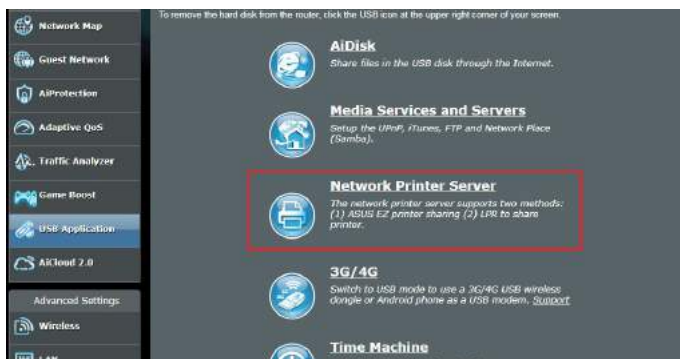 To remove the hard disk from the router, click the USB icon at the upper right corner of your screen.
Network Map
Guest Network
AiProtection
Adaptive QoS
Traffic Analyzer
Game Boost
USB Application
AiCloud 2.0
Advanced Settings
Wireless
LAN
AiDisk
Share files in the USB disk through the Internet.
Media Services and Servers
Setup the UPnP, iTunes, FTP and Network Place
(Samba).
Network Printer Server
The network printer server supports two methods:
(1) ASUS EZ printer sharing (2) LPR to share
printer.
3G/4G
Switch to USB mode to use a 3G/4G USB wireless
dongle or Android phone as a USB modem. Support
Time Machine